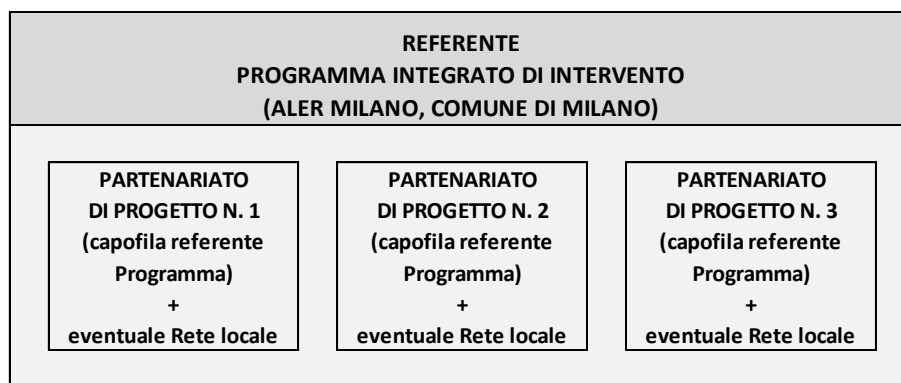 REFERENTE
PROGRAMMA INTEGRATO DI INTERVENTO
(ALER MILANO, COMUNE DI MILANO)
PARTENARIATO
DI PROGETTO N. 1
(capofila referente
Programma)
+
eventuale Rete locale
PARTENARIATO
DI PROGETTO N. 2
(capofila referente
Programma)
+
eventuale Rete locale
PARTENARIATO
DI PROGETTO N. 3
(capofila referente
Programma)
+
eventuale Rete locale